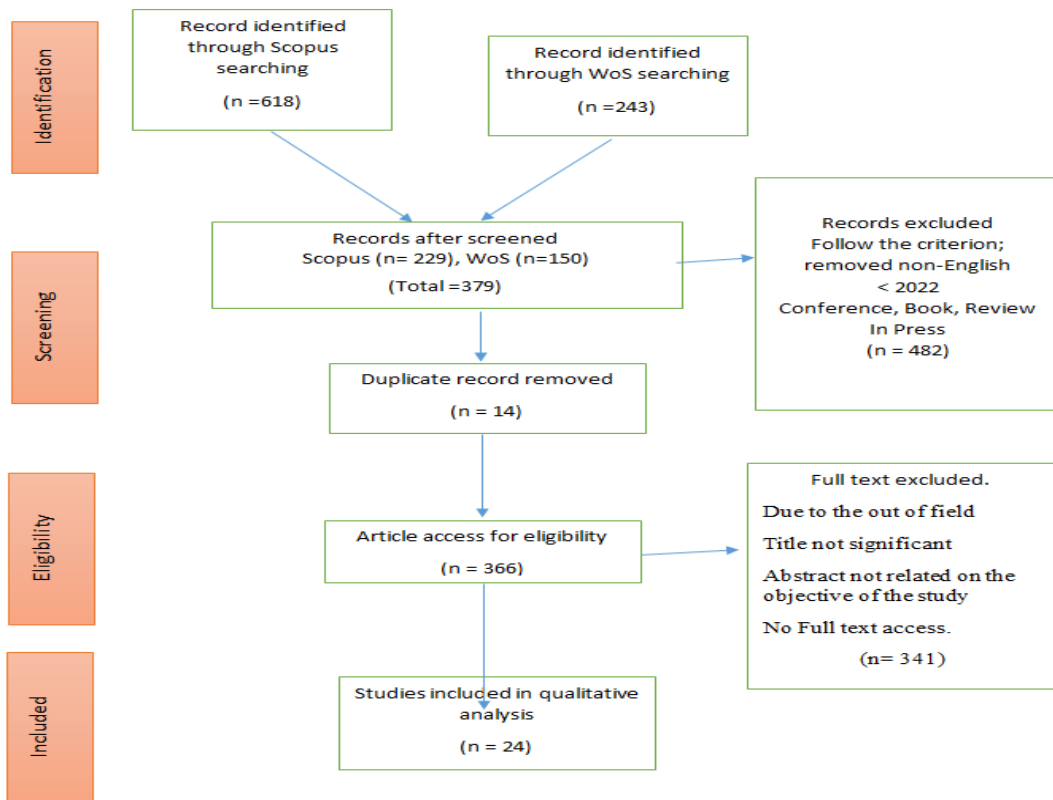 Identification
Record identified
through Scopus
searching
(n =618)
Record identified
through WoS searching
(n =243)
Screening
Records after screened
Scopus (n= 229), WoS (n=150)
(Total =379)
Records excluded
Follow the criterion;
removed non-English
< 2022
Conference, Book, Review
In Press
(n = 482)
Duplicate record removed
(n = 14)
Eligibility
Article access for eligibility
(n = 366)
Full text excluded.
Due to the out of field
Title not significant
Abstract not related on the
objective of the study
No Full text access.
(n= 341)
Included
Studies included in qualitative
analysis
(n = 24)